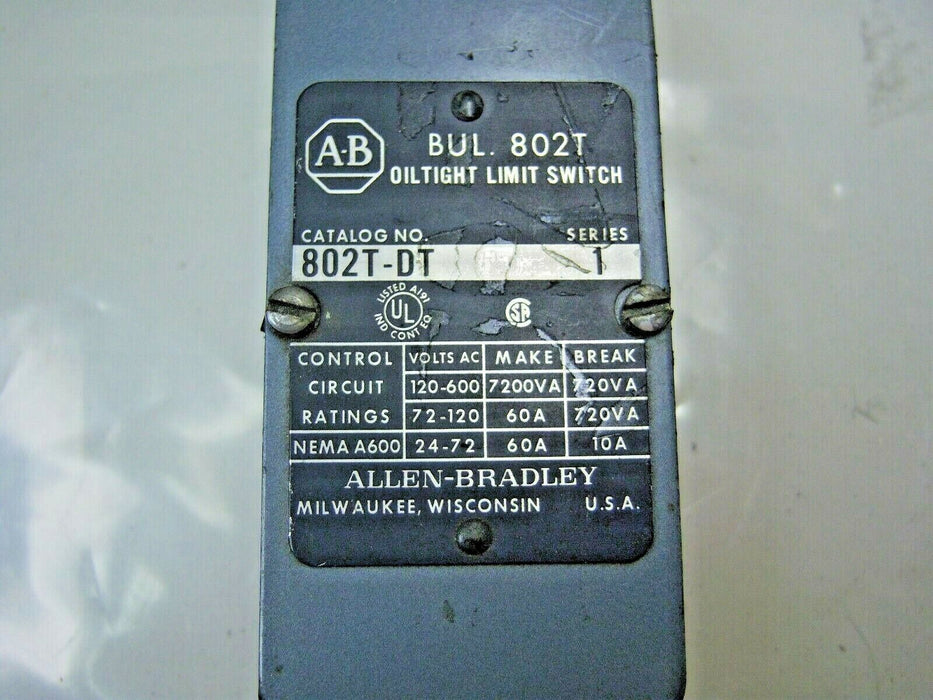 A-B
BUL. 802T
OILTIGHT LIMIT SWITCH
CATALOG NO. SERIES
802T-DT 1
LISTED A191
UL
IND CONT EQ
SA
CONTROL VOLTS AC MAKE BREAK
CIRCUIT 120-600 7200VA 720VA
RATINGS 72-120 60A 720VA
NEMA A600 24-72 60A 10A
ALLEN-BRADLEY
MILWAUKEE, WISCONSIN U.S.A.